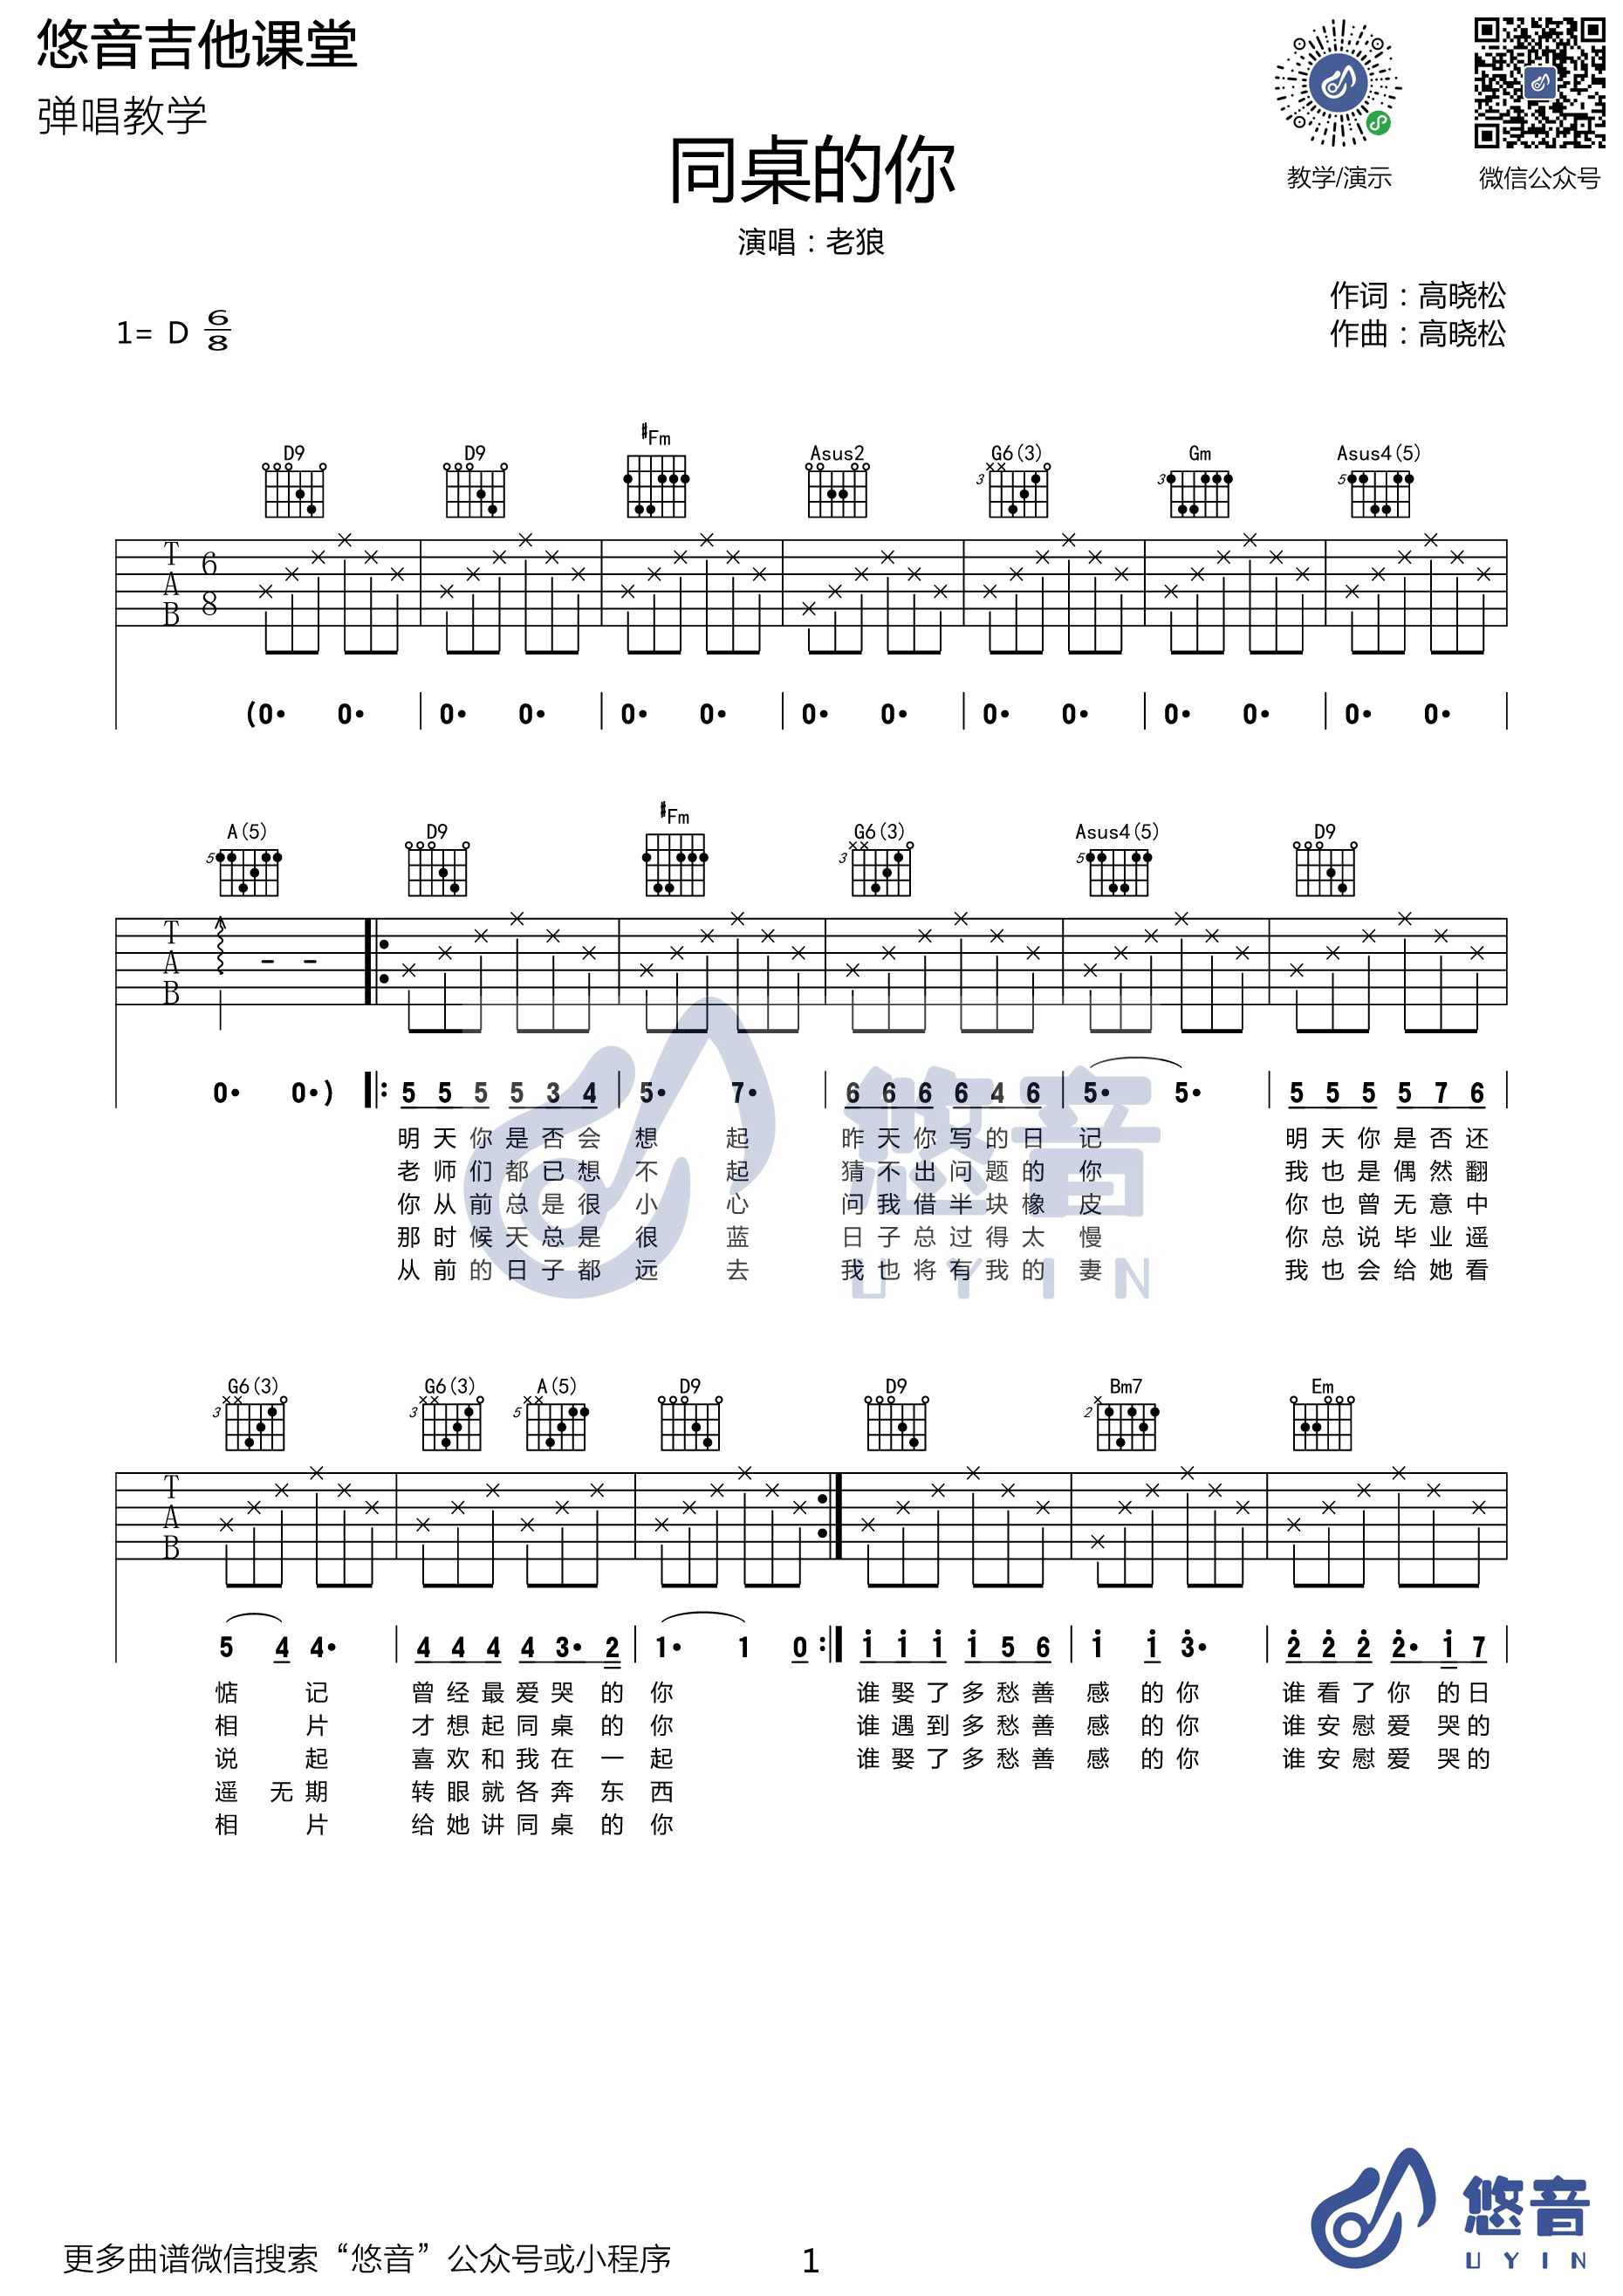 悠音吉他课堂
弹唱教学
教学/演示
微信公众号
同桌的你
演唱：老狼
作词：高晓松
作曲：高晓松
1= D 6/8
D9 D9 #Fm Asus2 G6(3) Gm Asus4(5)
3 3 5
T A B 6 8
(0• 0• 0• 0• 0• 0• 0• 0• 0• 0• 0• 0• 0• 0•
A(5) D9 #Fm G6(3) Asus4(5) D9
5 3 5
T A B
0• 0•) 5 5 5 5 3 4 5• 7• 6 6 6 6 4 6 5• 5• 5 5 5 5 7 6
明天你是否会想起 昨天你写的日记 明天你是否还
老师们都已想不起 猜不出问题的你 我也是偶然翻
你从前总是很小心 问我借半块橡皮 你也曾无意中
那时候天总是很蓝 日子总过得太慢 你总说毕业遥
从前的日子都远去 我也将有我的妻 我也会给她看
悠音
UYIN
G6(3) G6(3) A(5) D9 D9 Bm7 Em
3 3 5 2
T A B
5 4 4• 4 4 4 4 3• 2 1• 1 0 1 1 1 1 5 6 1 1 3• 2 2 2 2• 1 7
惦记 曾经最爱哭的你 谁娶了多愁善感的你 谁看了你的日
相片 才想起同桌的你 谁遇到多愁善感的你 谁安慰爱哭的
说起 喜欢和我在一起 谁娶了多愁善感的你 谁安慰爱哭的
遥无期 转眼就各奔东西
相片 给她讲同桌的你
更多曲谱微信搜索“悠音”公众号或小程序
1
悠音
UYIN